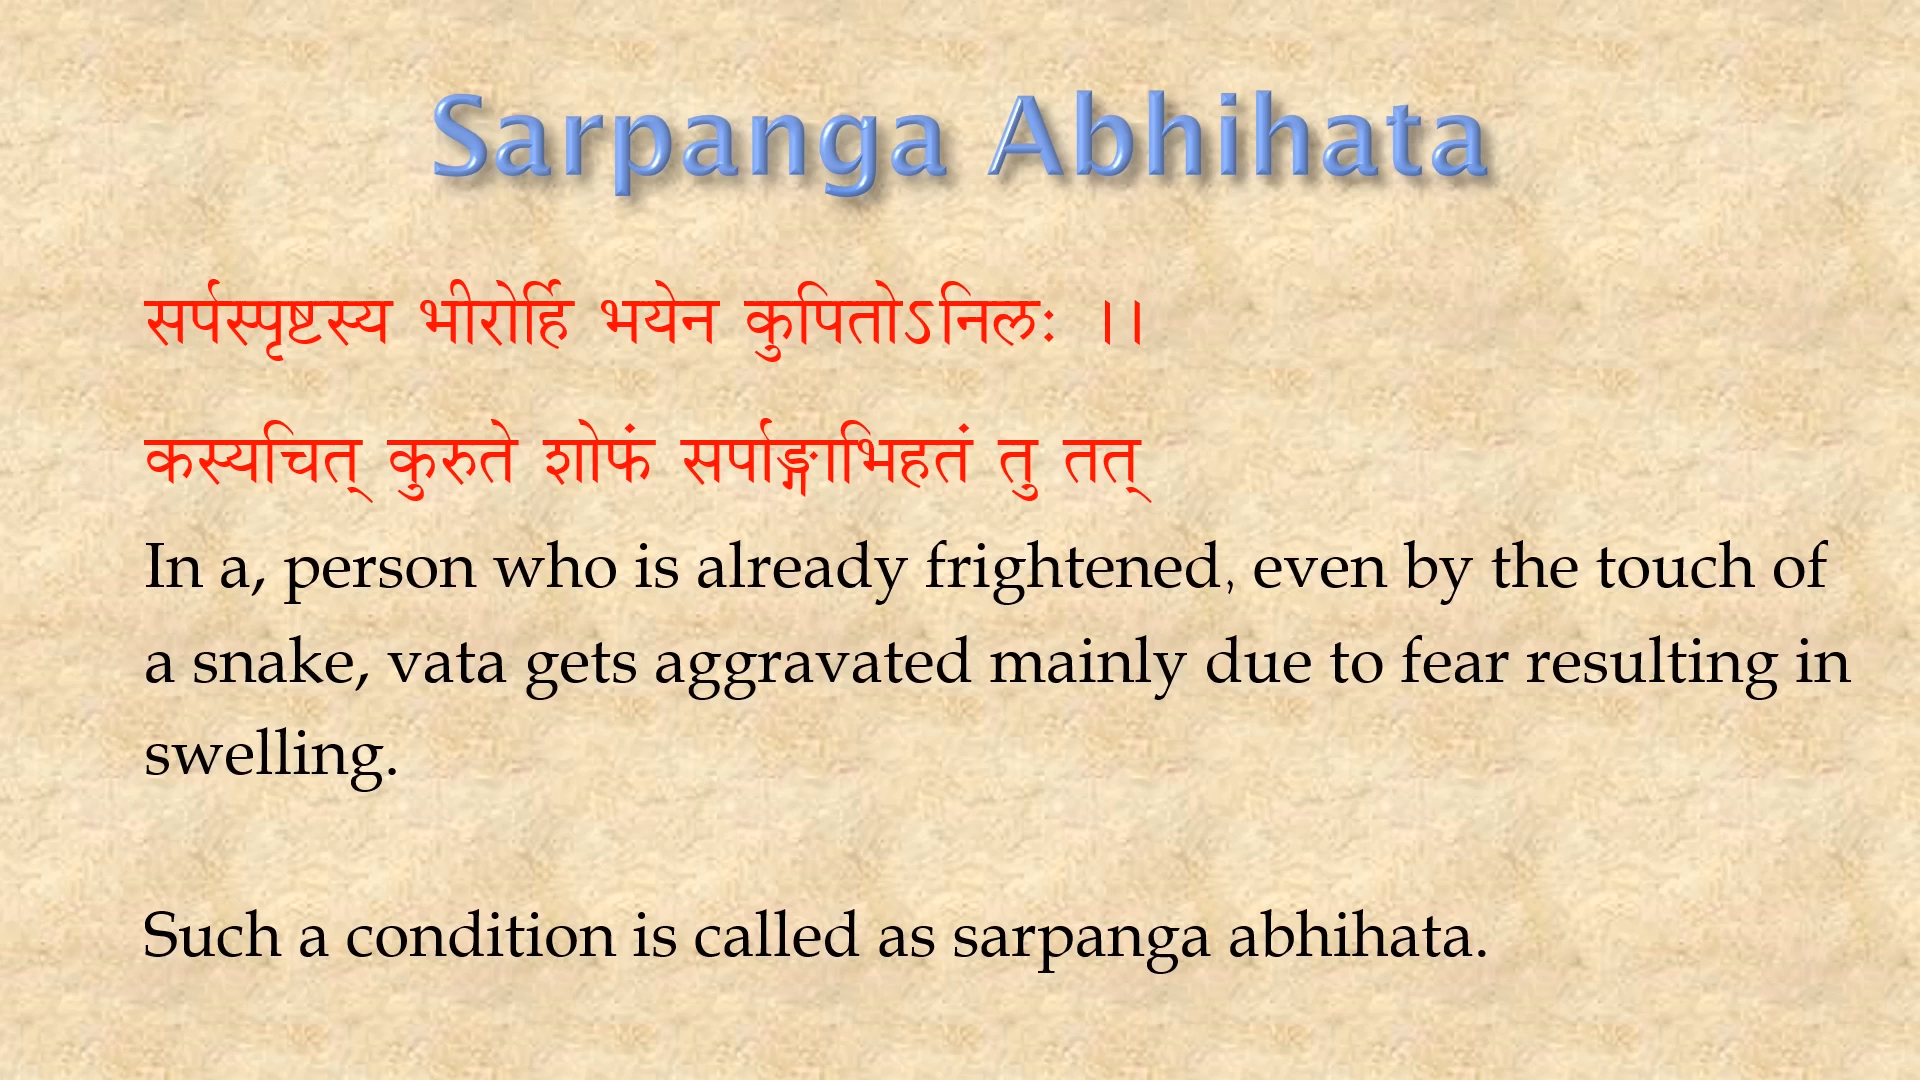 Sarpanga Abhihata
सर्पस्पृष्टस्य भीरोर्हि भयेन कुपितोऽनिलः ।।
कस्यचित् कुरुते शोफं सर्पाङ्गाभिहतं तु तत्
In a, person who is already frightened, even by the touch of
a snake, vata gets aggravated mainly due to fear resulting in
swelling.
Such a condition is called as sarpanga abhihata.